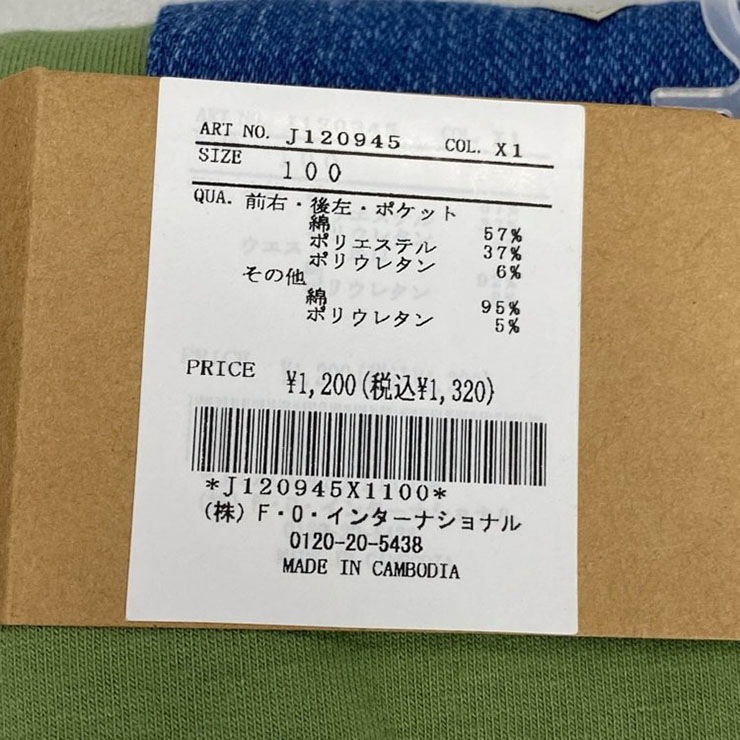 ART NO. J120945 COL. X1
SIZE 100
QUA. 前右・後左・ポケット
綿 57%
ポリエステル 37%
ポリウレタン 6%
その他
綿 95%
ポリウレタン 5%
PRICE ¥1,200(税込¥1,320)
*J120945X1100*
(株) F・O・インターナショナル
0120-20-5438
MADE IN CAMBODIA